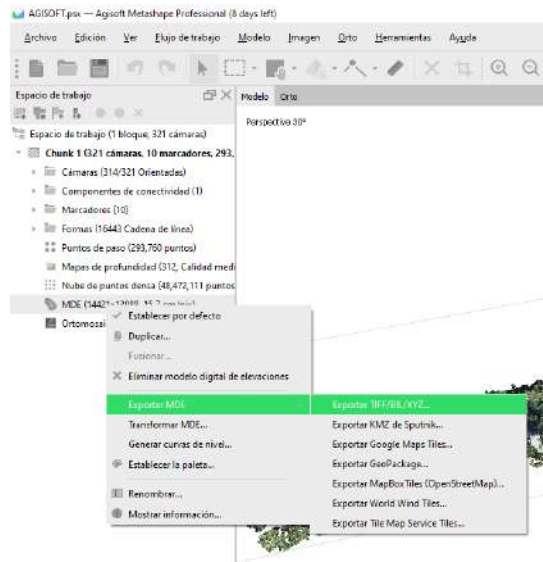 AGISOFT.psx — Agisoft Metashape Professional (8 days left)
Archivo Edición Ver Flujo de trabajo Modelo Imagen Orto Herramientas Ayuda
Espacio de trabajo
Modelo Orto
Perspectiva 30°
Espacio de trabajo (1 bloque, 321 cámaras)
Chunk 1 (321 cámaras, 10 marcadores, 293,
Cámaras (314/321 Orientadas)
Componentes de conectividad (1)
Marcadores (10)
Formas (16443 Cadena de línea)
Puntos de paso (293,760 puntos)
Mapas de profundidad (312, Calidad medi
Nube de puntos densa (48,472,111 puntos
MDE
Ortomosai
Establecer por defecto
Duplicar...
Fusionar...
Eliminar modelo digital de elevaciones
Exportar MDE
Transformar MDE...
Generar curvas de nivel...
Establecer la paleta...
Renombrar...
Mostrar información...
Exportar TIFF/BIL/XYZ...
Exportar KMZ de Sputnik...
Exportar Google Maps Tiles...
Exportar GeoPackage...
Exportar MapBox Tiles (OpenStreetMap)...
Exportar World Wind Tiles...
Exportar Tile Map Service Tiles...